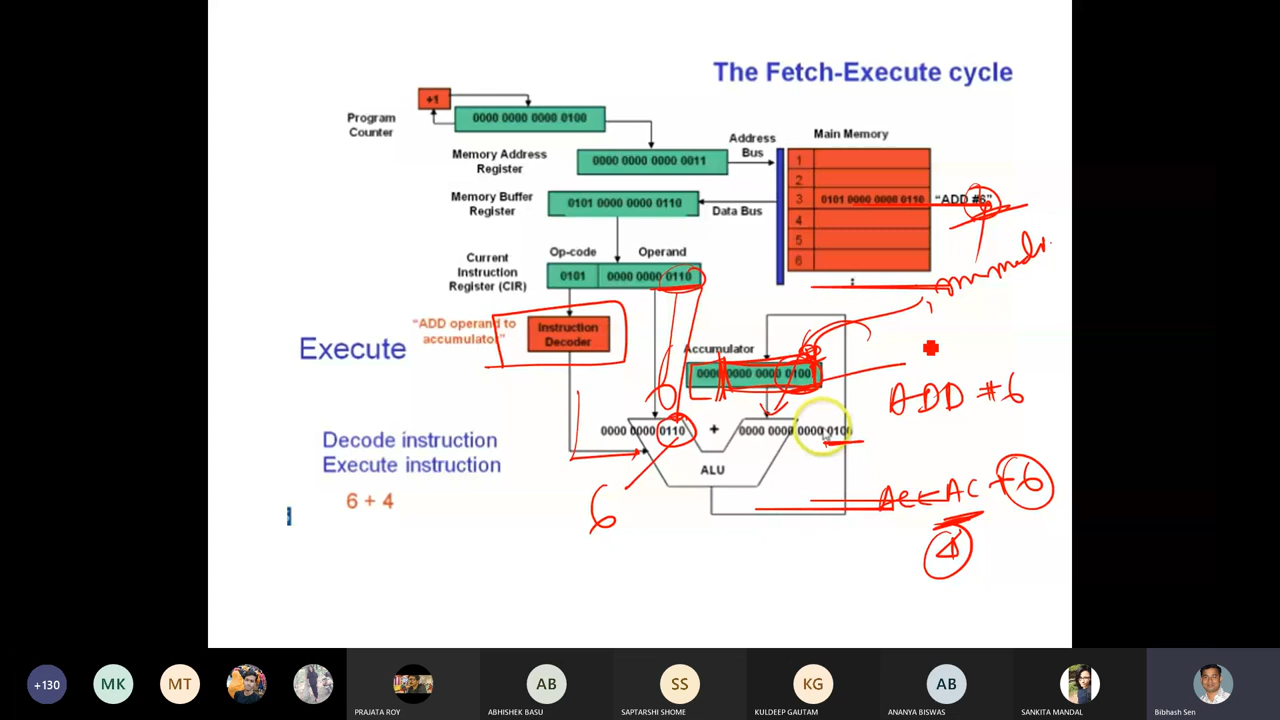 The Fetch-Execute cycle
+1
0000 0000 0000 0100
Program
Counter
Address
Bus
Main Memory
Memory Address
Register
0000 0000 0000 0011
1
2
Memory Buffer
Register
0101 0000 0000 0110
Data Bus
3 0101 0000 0000 0110 "ADD #6"
4
5
6
:
Op-code Operand
Current
Instruction
Register (CIR)
0101 0000 0000 0110
"ADD operand to
accumulator"
Instruction
Decoder
Execute
Accumulator
0000 0000 0000 0100
ADD #6
0000 0000 0110 + 0000 0000 0000 0100
ALU
Decode instruction
Execute instruction
6 + 4
6
AC ← AC + 6
4
+130
MK
MT
PRAJATA ROY
AB
ABHISHEK BASU
SS
SAPTARSHI SHOME
KG
KULDEEP GAUTAM
AB
ANANYA BISWAS
SANKITA MANDAL
Bibhash Sen